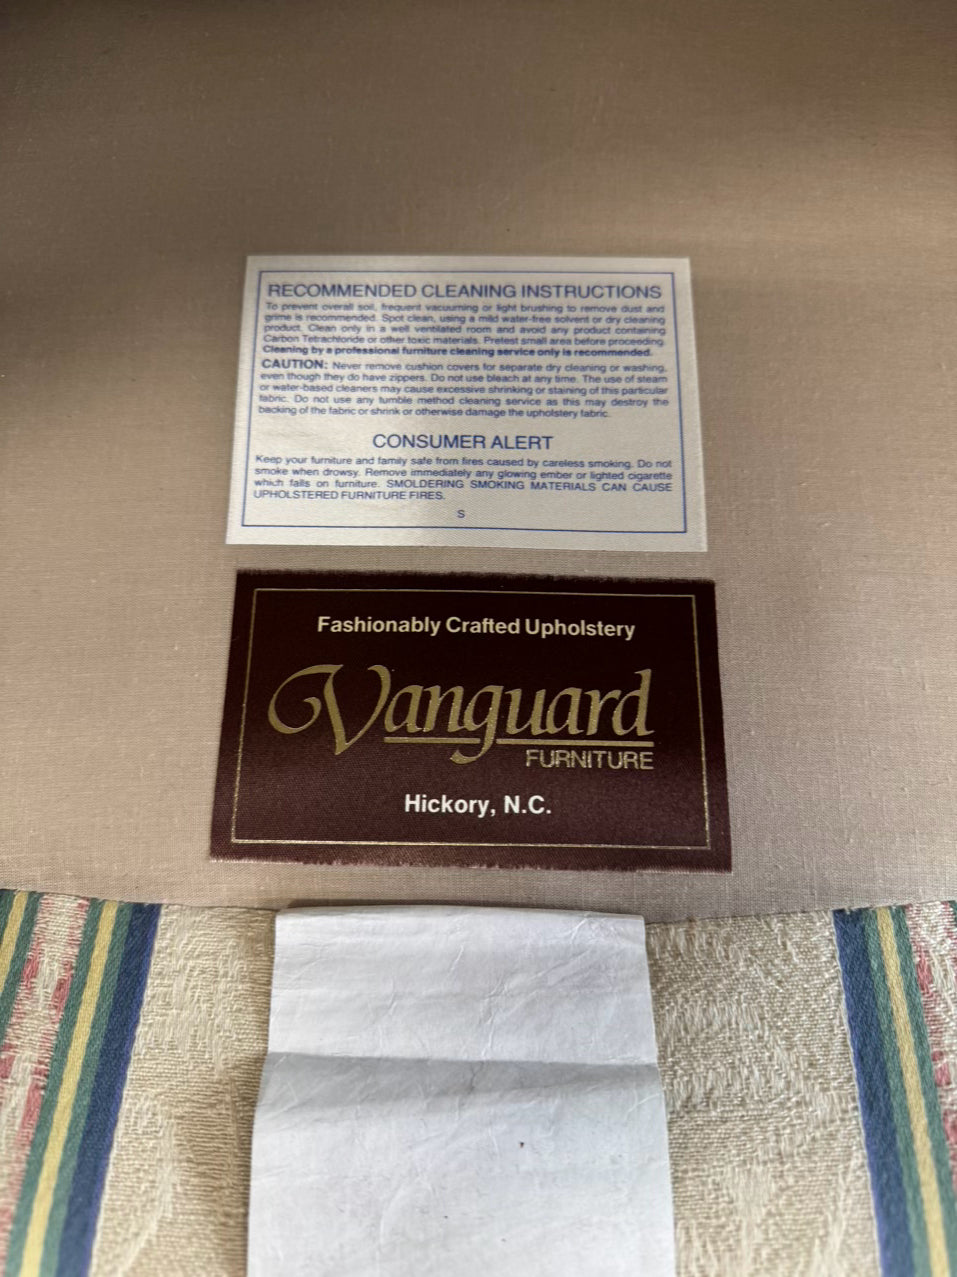 RECOMMENDED CLEANING INSTRUCTIONS
To prevent overall soil, frequent vacuuming or light brushing to remove dust and
grime is recommended. Spot clean, using a mild water-free solvent or dry cleaning
product. Clean only in a well ventilated room and avoid any product containing
Carbon Tetrachloride or other toxic materials. Pretest small area before proceeding.
Cleaning by a professional furniture cleaning service only is recommended.
CAUTION: Never remove cushion covers for separate dry cleaning or washing,
even though they do have zippers. Do not use bleach at any time. The use of steam
or water-based cleaners may cause excessive shrinking or staining of this particular
fabric. Do not use any tumble method cleaning service as this may destroy the
backing of the fabric or shrink or otherwise damage the upholstery fabric.
CONSUMER ALERT
Keep your furniture and family safe from fires caused by careless smoking. Do not
smoke when drowsy. Remove immediately any glowing ember or lighted cigarette
which falls on furniture. SMOLDERING SMOKING MATERIALS CAN CAUSE
UPHOLSTERED FURNITURE FIRES.
S
Fashionably Crafted Upholstery
Vanguard
FURNITURE
Hickory, N.C.